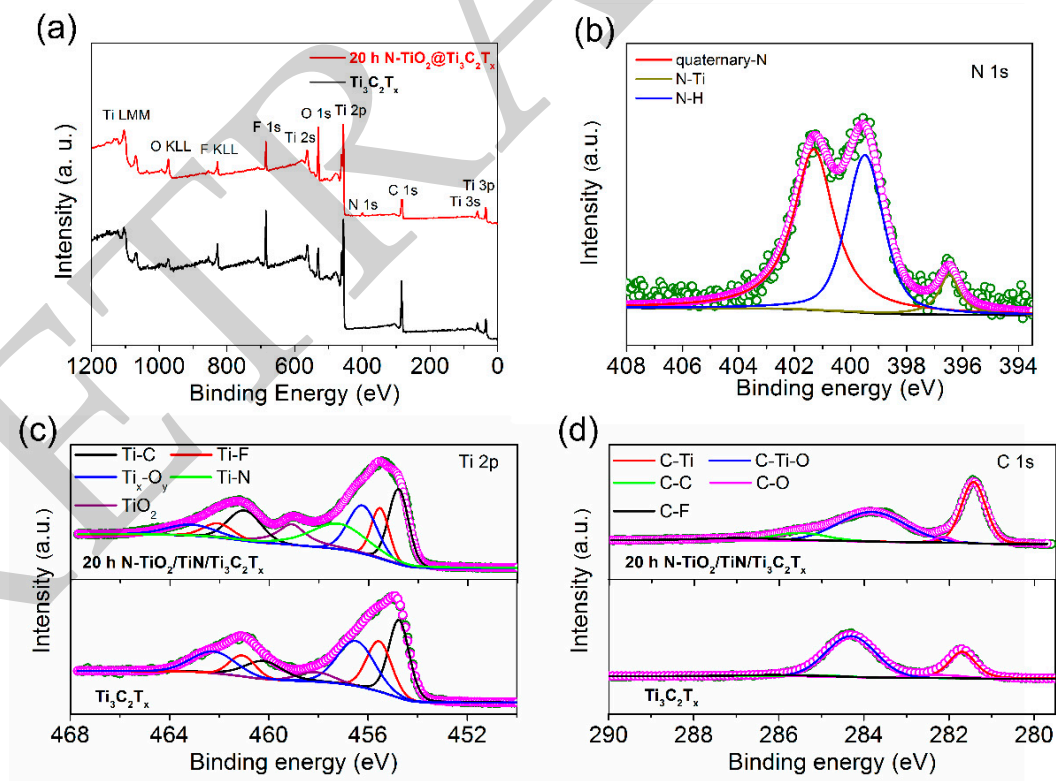 (a)
20 h N-TiO₂@Ti₃C₂Tₓ
Ti₃C₂Tₓ
Ti LMM
O KLL
F KLL
F 1s
Ti 2s
O 1s
Ti 2p
N 1s
C 1s
Ti 3p
Ti 3s
Intensity (a. u.)
1200 1000 800 600 400 200 0
Binding Energy (eV)
(b)
quaternary-N
N-Ti
N-H
N 1s
Intensity (a.u.)
408 406 404 402 400 398 396 394
Binding energy (eV)
(c)
Ti-C Ti-F
Tiₓ-Oᵧ Ti-N
TiO₂
Ti 2p
20 h N-TiO₂/TiN/Ti₃C₂Tₓ
Ti₃C₂Tₓ
Intensity (a.u.)
468 464 460 456 452
Binding energy (eV)
(d)
C-Ti C-Ti-O
C-C C-O
C-F
C 1s
20 h N-TiO₂/TiN/Ti₃C₂Tₓ
Ti₃C₂Tₓ
Intensity (a.u.)
290 288 286 284 282 280
Binding energy (eV)
ETRA